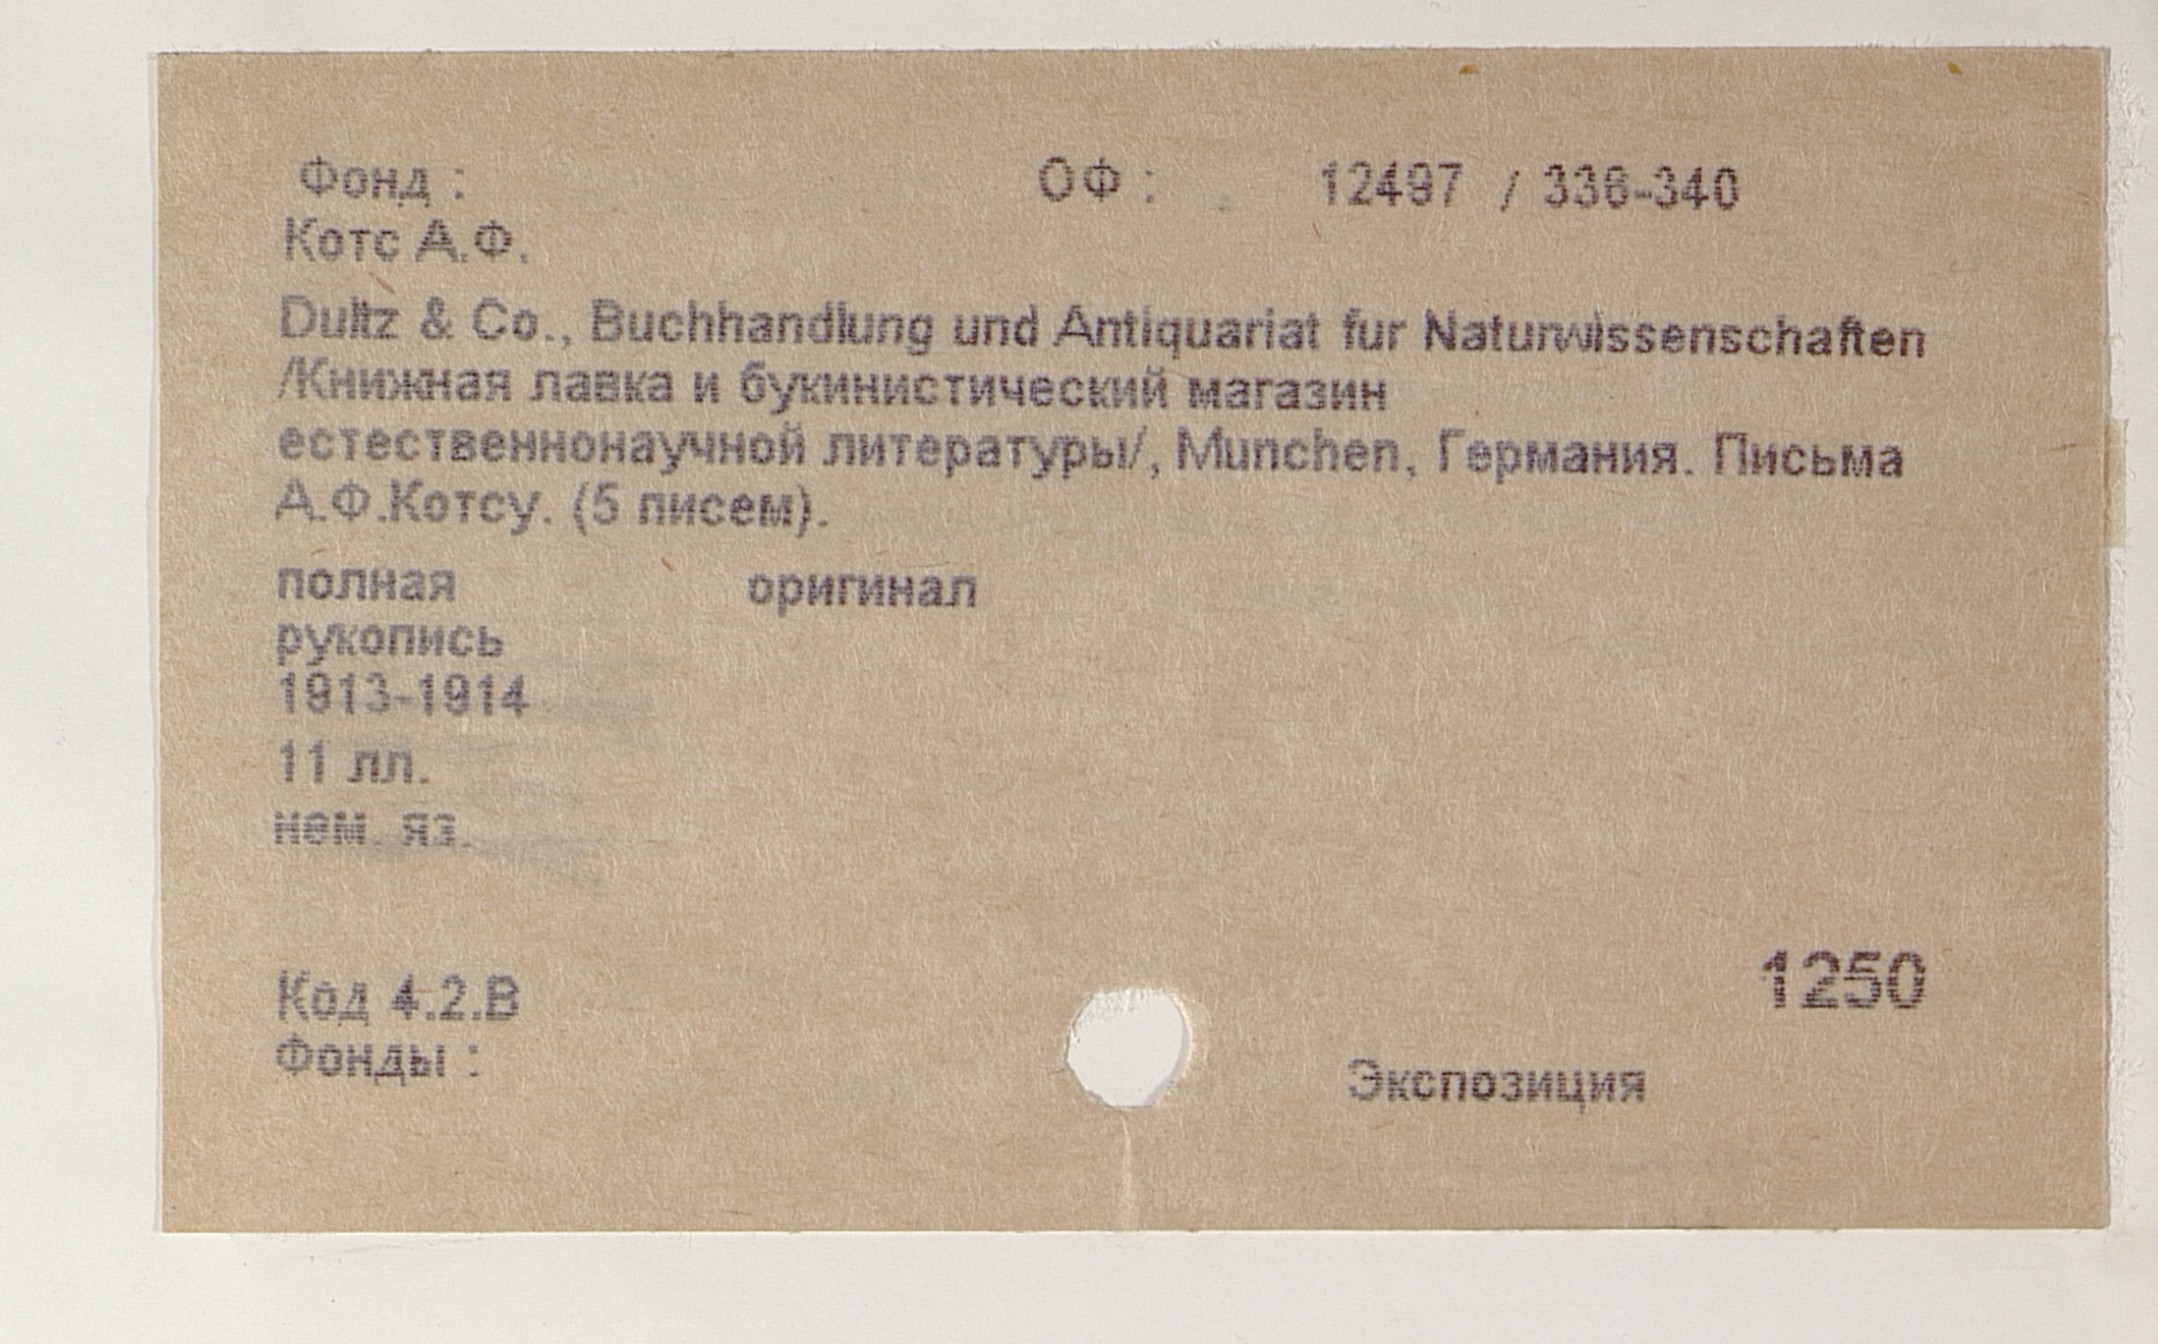 Фонд : ОФ : 12497 / 336-340
Котс А.Ф.
Dultz & Co., Buchhandlung und Antiquariat fur Naturwissenschaften
/Книжная лавка и букинистический магазин
естественнонаучной литературы/, Munchen, Германия. Письма
А.Ф.Котсу. (5 писем).
полная оригинал
рукопись
1913-1914
11 лл.
нем. яз.
1250
Код 4.2.В
Фонды :
Экспозиция